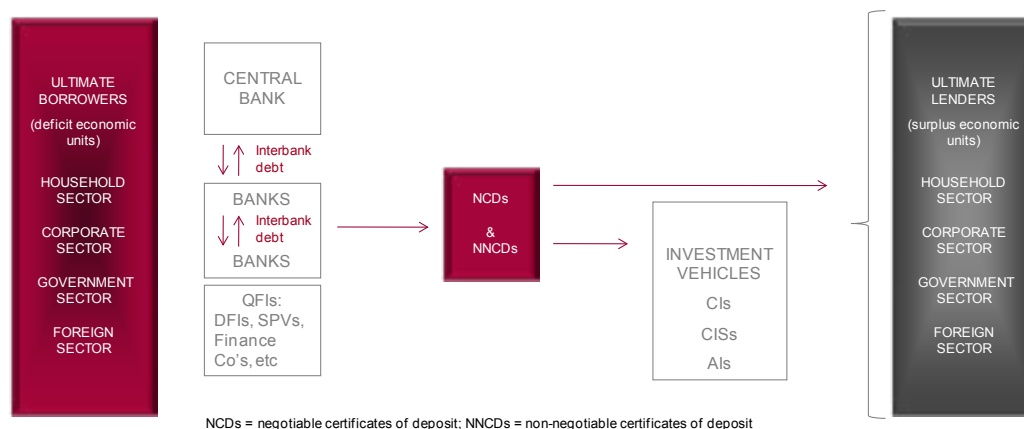 ULTIMATE
BORROWERS
(deficit economic
units)
HOUSEHOLD
SECTOR
CORPORATE
SECTOR
GOVERNMENT
SECTOR
FOREIGN
SECTOR
CENTRAL
BANK
Interbank
debt
BANKS
Interbank
debt
BANKS
QFIs:
DFIs, SPVs,
Finance
Co's, etc
NCDs
&
NNCDs
INVESTMENT
VEHICLES
CIs
CISs
AIs
ULTIMATE
LENDERS
(surplus economic
units)
HOUSEHOLD
SECTOR
CORPORATE
SECTOR
GOVERNMENT
SECTOR
FOREIGN
SECTOR
NCDs = negotiable certificates of deposit; NNCDs = non-negotiable certificates of deposit